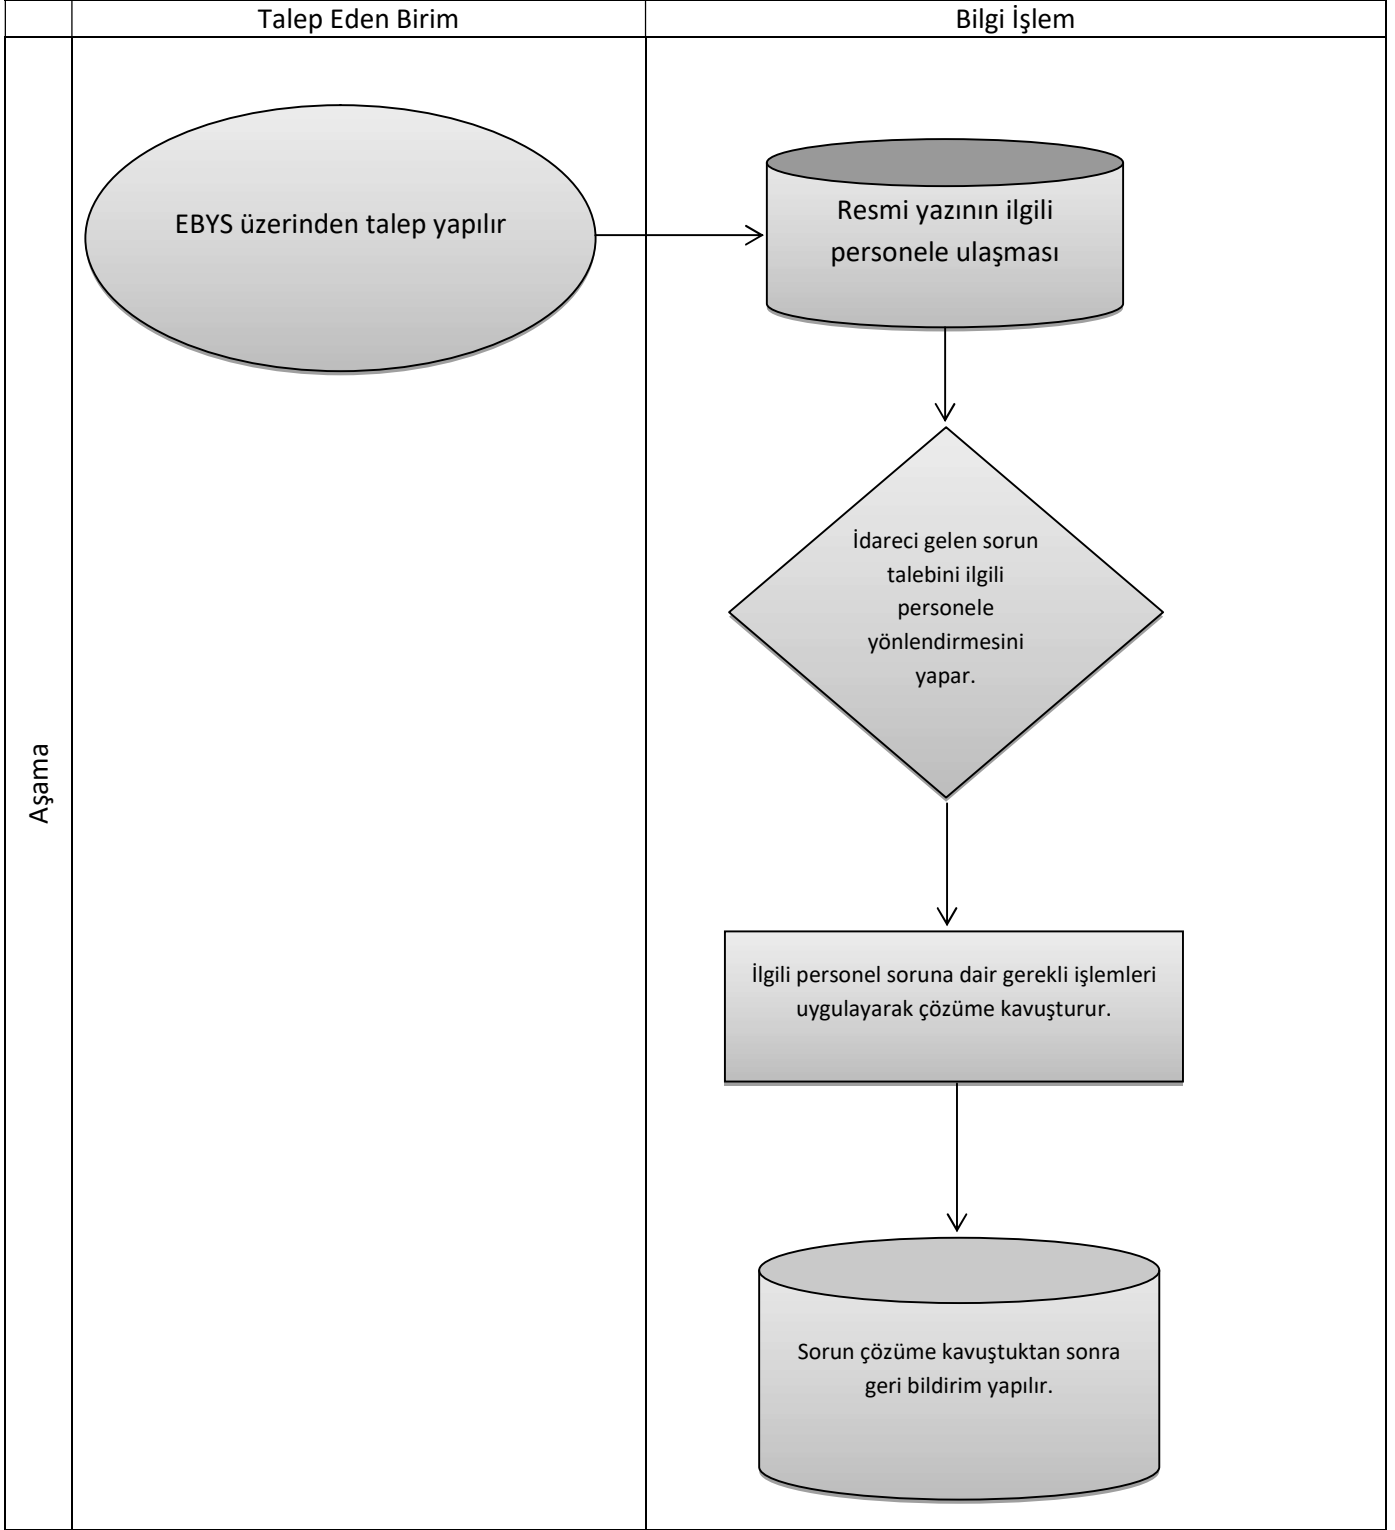 Talep Eden Birim
Bilgi İşlem
Aşama
EBYS üzerinden talep yapılır
Resmi yazının ilgili
personele ulaşması
İdareci gelen sorun
talebini ilgili
personele
yönlendirmesini
yapar.
İlgili personel soruna dair gerekli işlemleri
uygulayarak çözüme kavuşturur.
Sorun çözüme kavuştuktan sonra
geri bildirim yapılır.